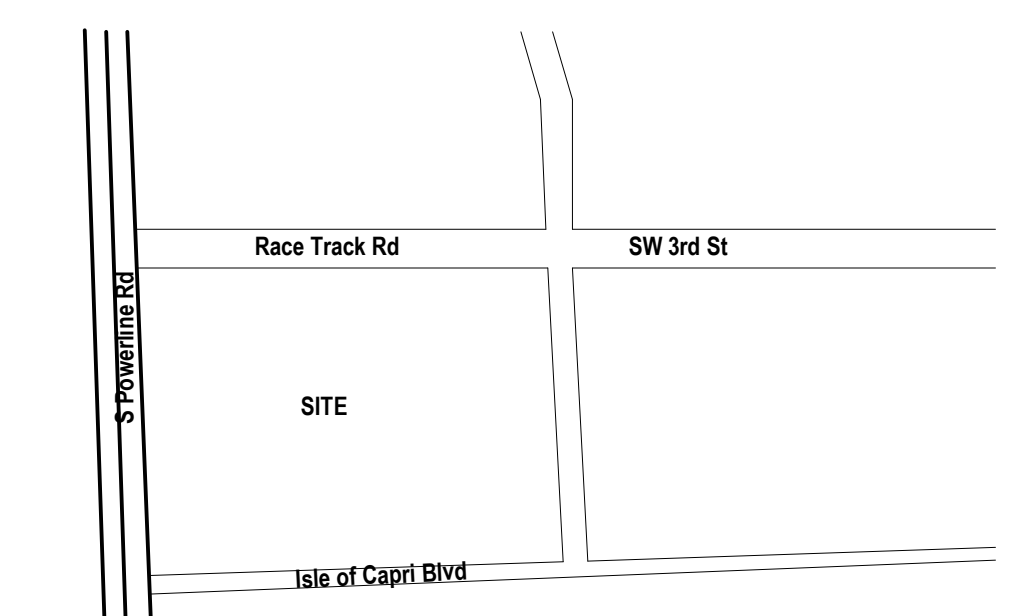 Race Track Rd
SW 3rd St
S Powerline Rd
SITE
Isle of Capri Blvd